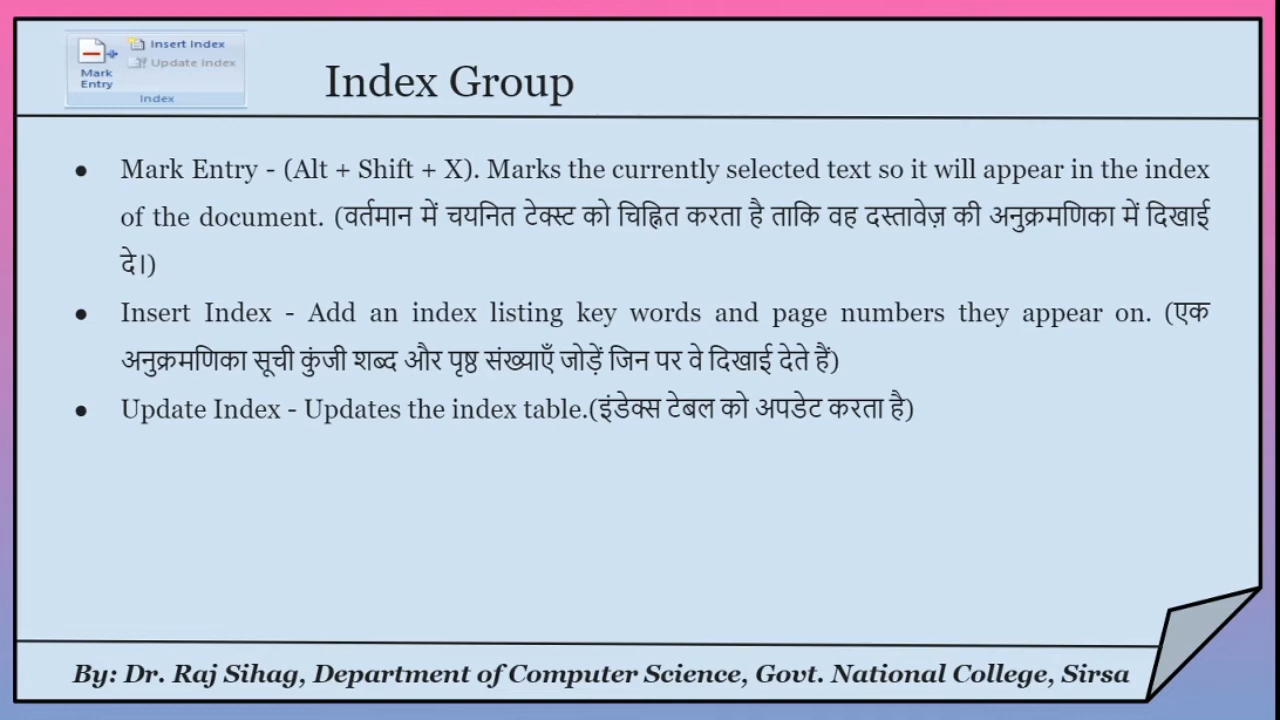 Insert Index
Update Index
Mark
Entry
Index
Index Group
● Mark Entry - (Alt + Shift + X). Marks the currently selected text so it will appear in the index
of the document. (वर्तमान में चयनित टेक्स्ट को चिह्नित करता है ताकि वह दस्तावेज़ की अनुक्रमणिका में दिखाई
दे।)
● Insert Index - Add an index listing key words and page numbers they appear on. (एक
अनुक्रमणिका सूची कुंजी शब्द और पृष्ठ संख्याएँ जोड़ें जिन पर वे दिखाई देते हैं)
● Update Index - Updates the index table.(इंडेक्स टेबल को अपडेट करता है)
By: Dr. Raj Sihag, Department of Computer Science, Govt. National College, Sirsa